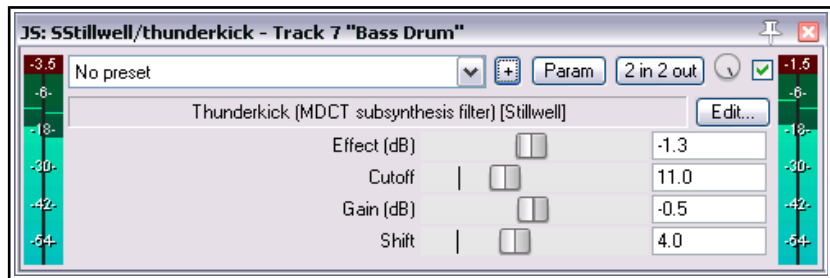 JS: SStillwell/thunderkick - Track 7 "Bass Drum"
-3.5 No preset + Param 2 in 2 out -1.5
-6- -6-
Thunderkick (MDCT subsynthesis filter) [Stillwell] Edit...
-18- -18-
Effect (dB) -1.3
-30- Cutoff 11.0 -30-
-42- Gain (dB) -0.5 -42-
-54- Shift 4.0 -54-